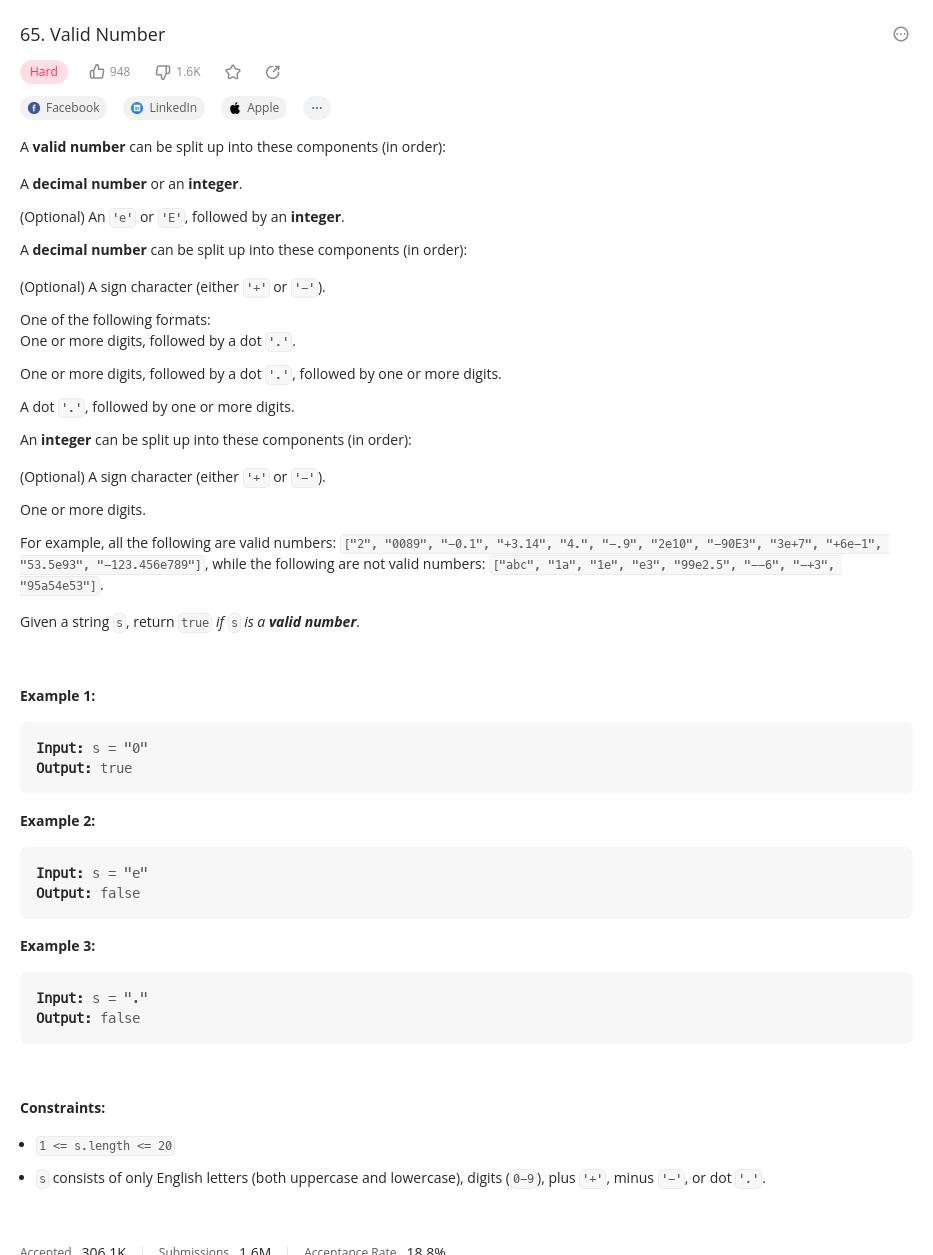 65. Valid Number
Hard 948 1.6K
Facebook LinkedIn Apple ...
A valid number can be split up into these components (in order):
A decimal number or an integer.
(Optional) An 'e' or 'E', followed by an integer.
A decimal number can be split up into these components (in order):
(Optional) A sign character (either '+' or '−').
One of the following formats:
One or more digits, followed by a dot '.'.
One or more digits, followed by a dot '.', followed by one or more digits.
A dot '.', followed by one or more digits.
An integer can be split up into these components (in order):
(Optional) A sign character (either '+' or '−').
One or more digits.
For example, all the following are valid numbers: ["2", "0089", "−0.1", "+3.14", "4.", "−.9", "2e10", "−90E3", "3e+7", "+6e−1",
"53.5e93", "−123.456e789"], while the following are not valid numbers: ["abc", "1a", "1e", "e3", "99e2.5", "−−6", "−+3",
"95a54e53"].
Given a string s, return true if s is a valid number.
Example 1:
Input: s = "0"
Output: true
Example 2:
Input: s = "e"
Output: false
Example 3:
Input: s = "."
Output: false
Constraints:
1 <= s.length <= 20
s consists of only English letters (both uppercase and lowercase), digits (0−9), plus '+', minus '−', or dot '.'.
Accepted 306.1K Submissions 1.6M Acceptance Rate 18.8%